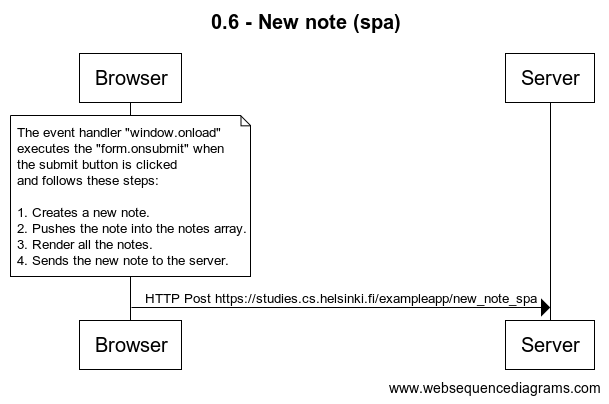 0.6 - New note (spa)
Browser
Server
The event handler "window.onload"
executes the "form.onsubmit" when
the submit button is clicked
and follows these steps:
1. Creates a new note.
2. Pushes the note into the notes array.
3. Render all the notes.
4. Sends the new note to the server.
HTTP Post https://studies.cs.helsinki.fi/exampleapp/new_note_spa
Browser
Server
www.websequencediagrams.com